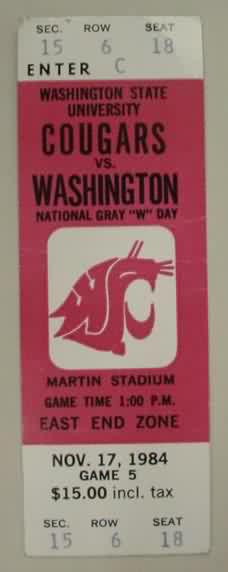 SEC. ROW SEAT
15 6 18
ENTER C
WASHINGTON STATE
UNIVERSITY
COUGARS
VS.
WASHINGTON
NATIONAL GRAY "W" DAY
WSC
MARTIN STADIUM
GAME TIME 1:00 P.M.
EAST END ZONE
NOV. 17, 1984
GAME 5
$15.00 incl. tax
SEC. ROW SEAT
15 6 18